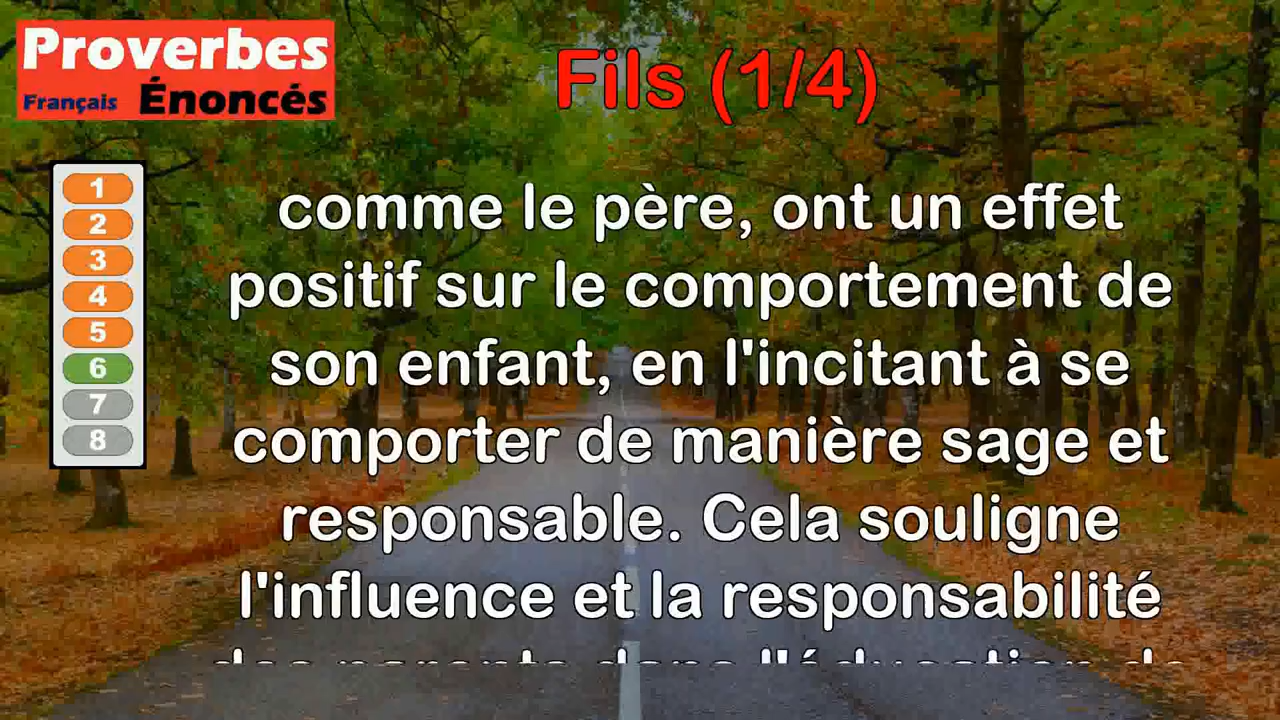 Proverbes
Français Énoncés
Fils (1/4)
1
2
3
4
5
6
7
8
comme le père, ont un effet
positif sur le comportement de
son enfant, en l'incitant à se
comporter de manière sage et
responsable. Cela souligne
l'influence et la responsabilité